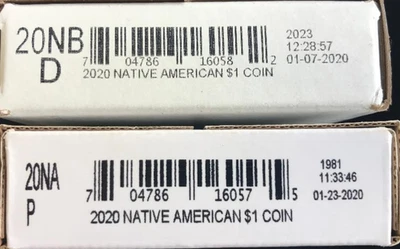 20NB
D
7 04786 16058 2
2020 NATIVE AMERICAN $1 COIN
2023
12:28:57
01-07-2020
20NA
P
7 04786 16057 5
2020 NATIVE AMERICAN $1 COIN
1981
11:33:46
01-23-2020